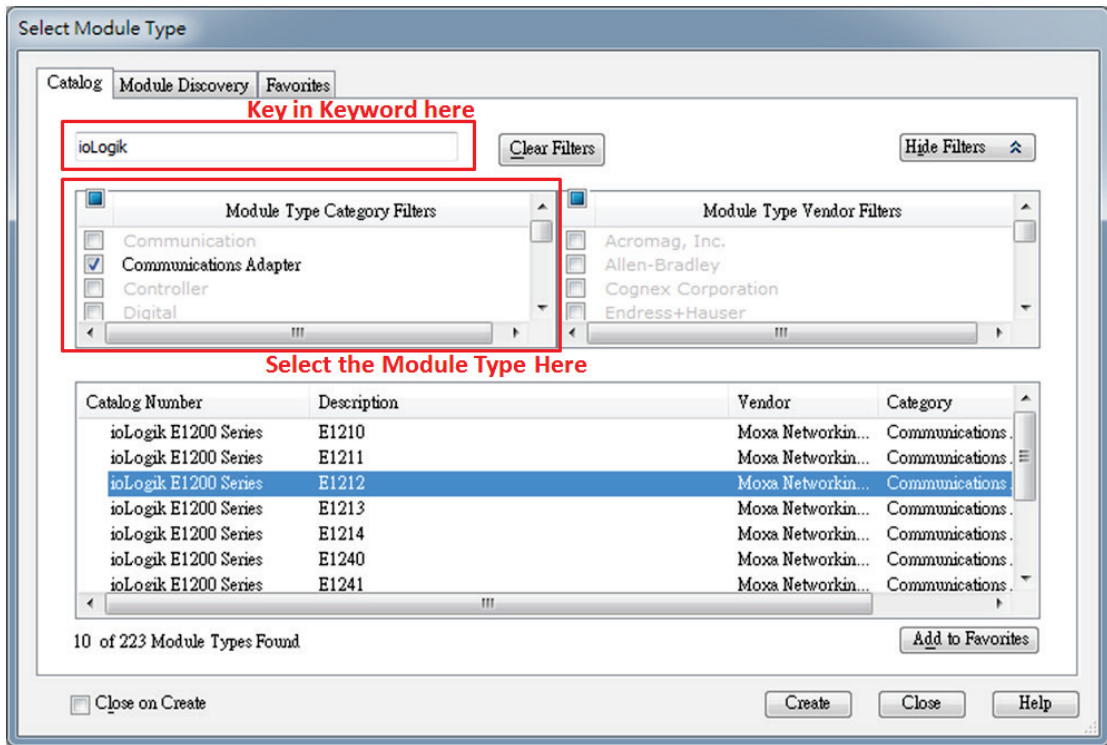 Select Module Type
Catalog Module Discovery Favorites
Key in Keyword here
ioLogik Clear Filters Hide Filters
Module Type Category Filters Module Type Vendor Filters
Communication Acromag, Inc.
Communications Adapter Allen-Bradley
Controller Cognex Corporation
Digital Endress+Hauser
Select the Module Type Here
Catalog Number Description Vendor Category
ioLogik E1200 Series E1210 Moxa Networkin... Communications.
ioLogik E1200 Series E1211 Moxa Networkin... Communications.
ioLogik E1200 Series E1212 Moxa Networkin... Communications.
ioLogik E1200 Series E1213 Moxa Networkin... Communications.
ioLogik E1200 Series E1214 Moxa Networkin... Communications.
ioLogik E1200 Series E1240 Moxa Networkin... Communications.
ioLogik E1200 Series E1241 Moxa Networkin... Communications.
10 of 223 Module Types Found Add to Favorites
Close on Create Create Close Help